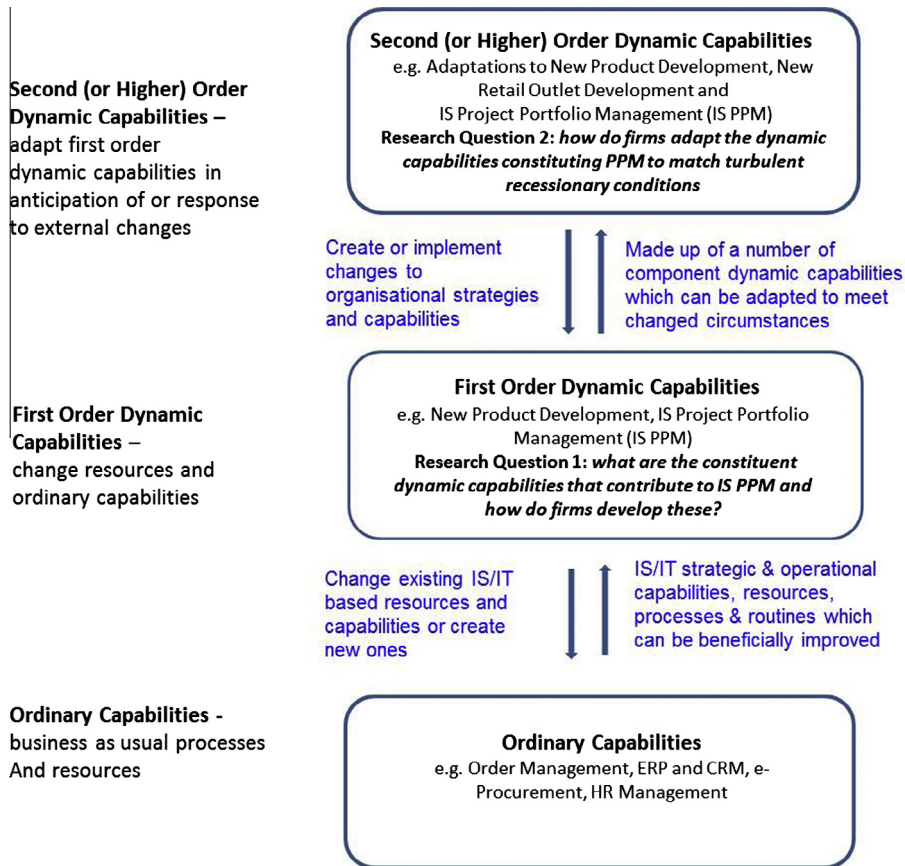 Second (or Higher) Order
Dynamic Capabilities –
adapt first order
dynamic capabilities in
anticipation of or response
to external changes
Second (or Higher) Order Dynamic Capabilities
e.g. Adaptations to New Product Development, New
Retail Outlet Development and
IS Project Portfolio Management (IS PPM)
Research Question 2: how do firms adapt the dynamic
capabilities constituting PPM to match turbulent
recessionary conditions
Create or implement
changes to
organisational strategies
and capabilities
Made up of a number of
component dynamic capabilities
which can be adapted to meet
changed circumstances
First Order Dynamic
Capabilities –
change resources and
ordinary capabilities
First Order Dynamic Capabilities
e.g. New Product Development, IS Project Portfolio
Management (IS PPM)
Research Question 1: what are the constituent
dynamic capabilities that contribute to IS PPM and
how do firms develop these?
Change existing IS/IT
based resources and
capabilities or create
new ones
IS/IT strategic & operational
capabilities, resources,
processes & routines which
can be beneficially improved
Ordinary Capabilities -
business as usual processes
And resources
Ordinary Capabilities
e.g. Order Management, ERP and CRM, e-
Procurement, HR Management